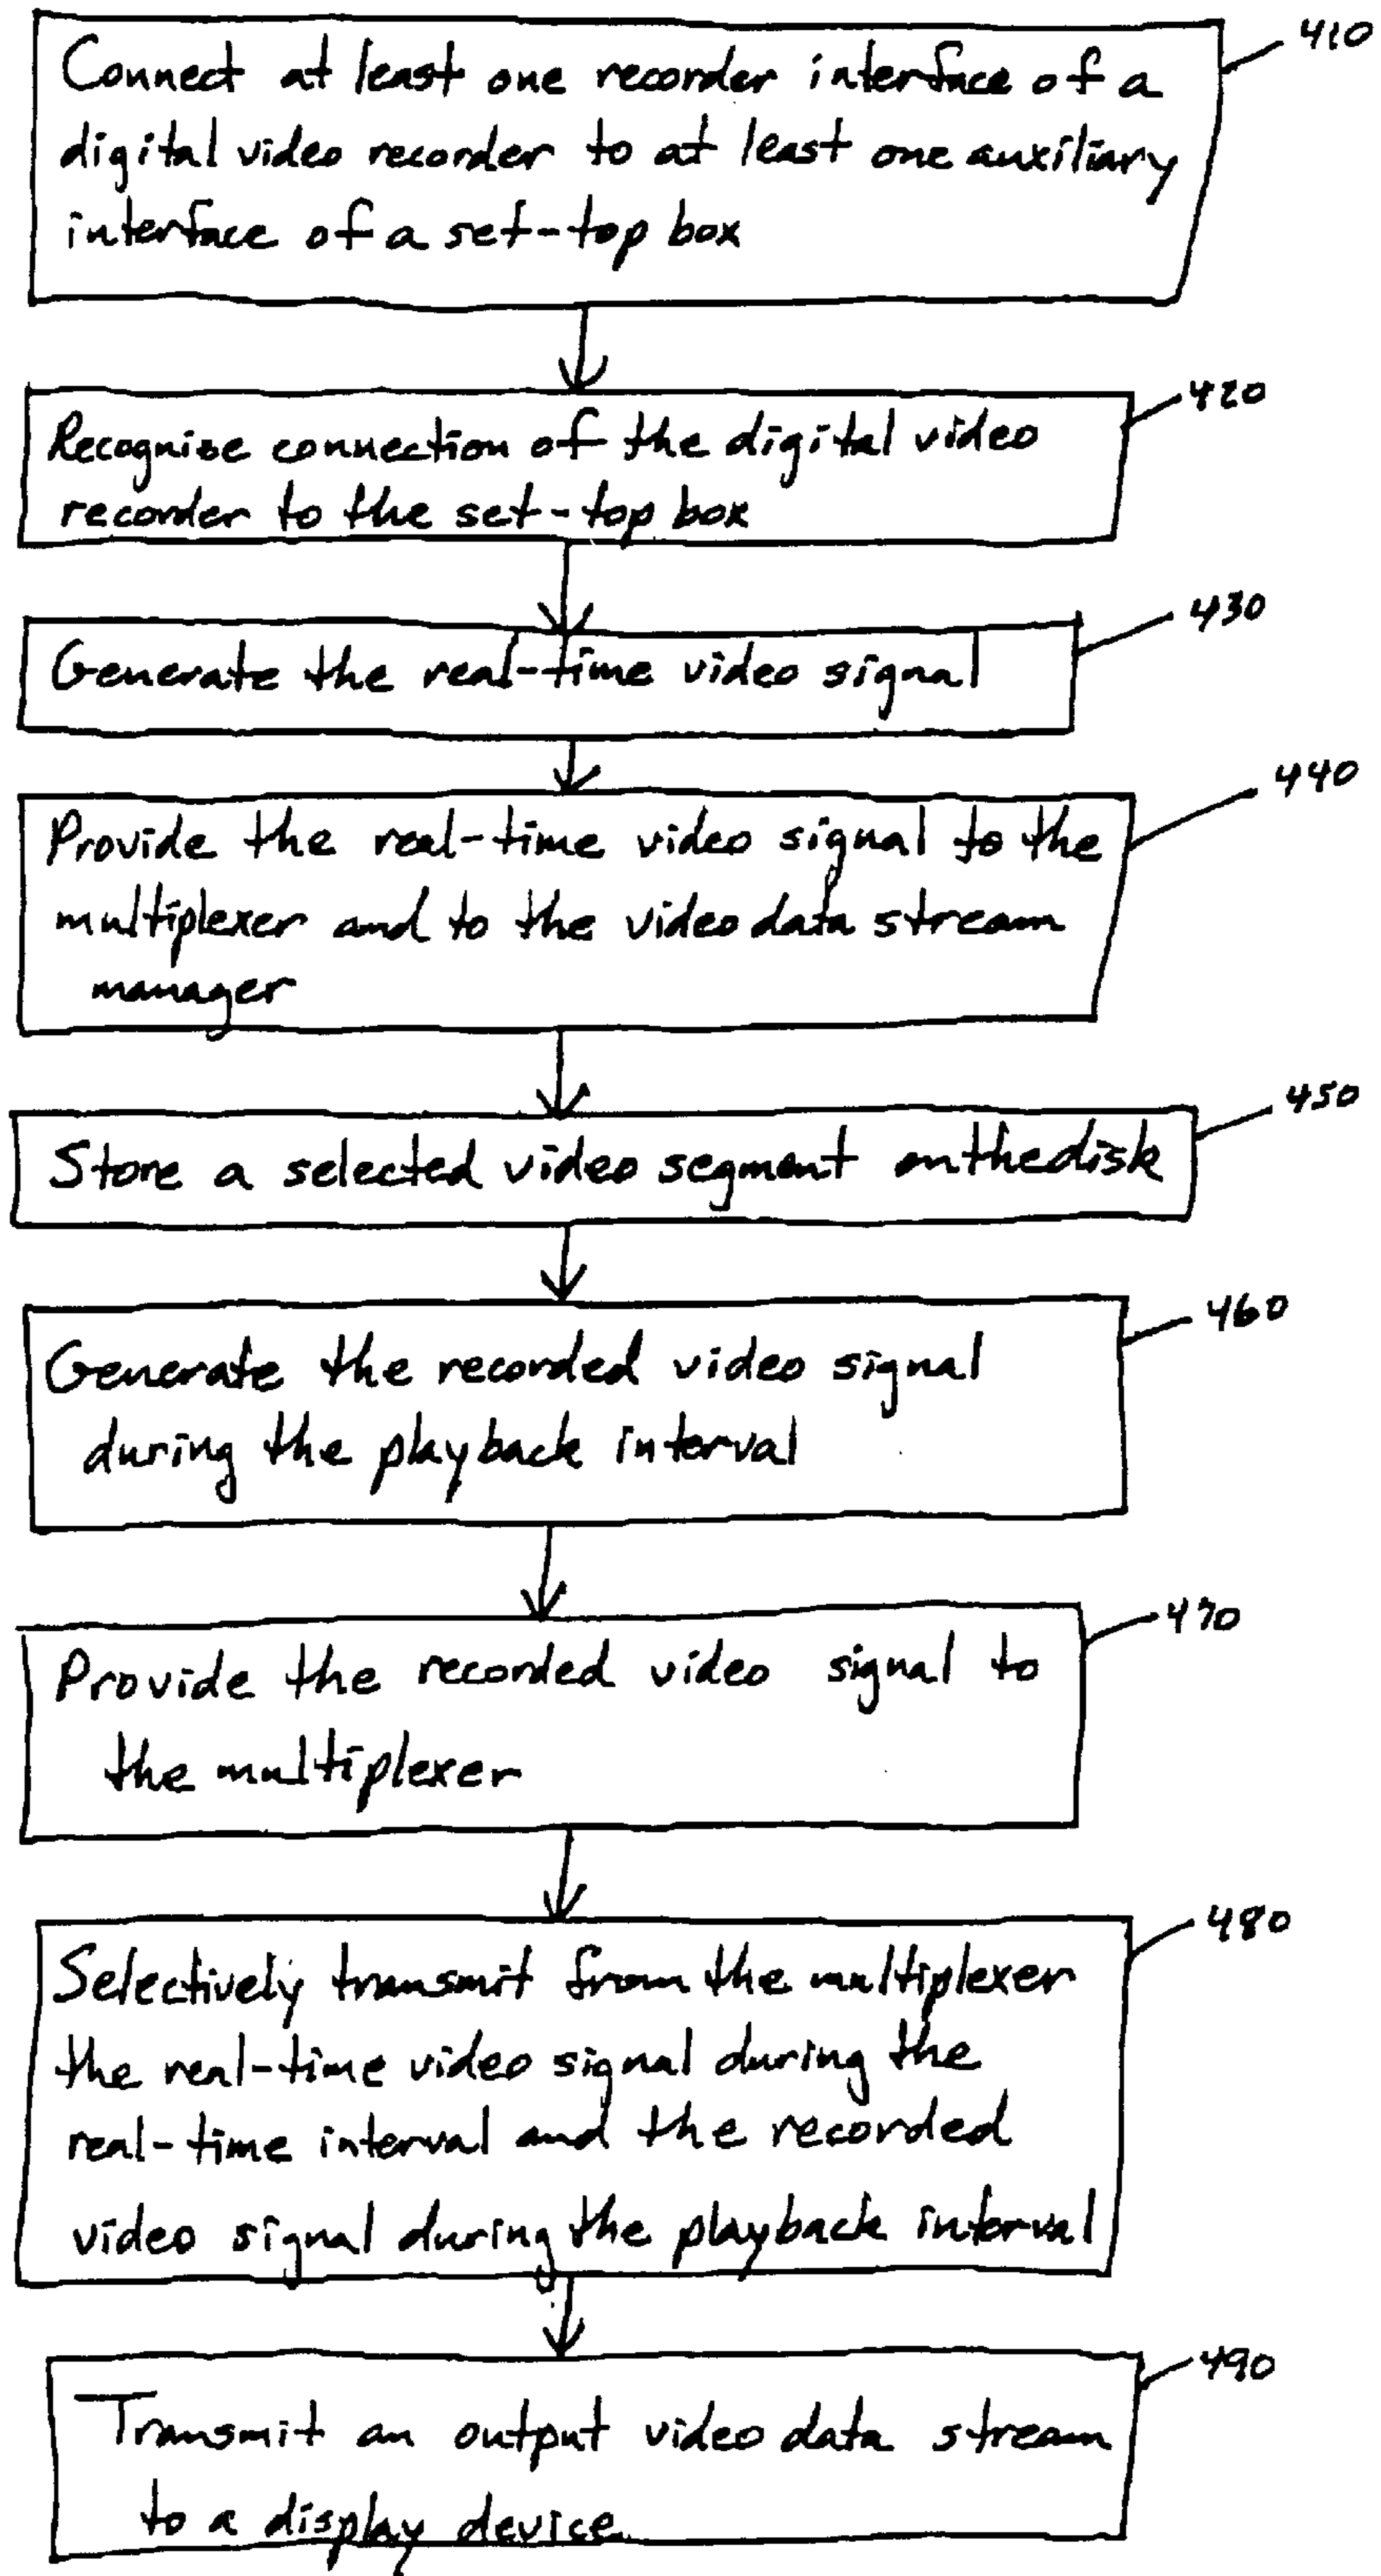 410
Connect at least one recorder interface of a
digital video recorder to at least one auxiliary
interface of a set-top box
420
Recognize connection of the digital video
recorder to the set-top box
430
Generate the real-time video signal
440
Provide the real-time video signal to the
multiplexer and to the video data stream
manager
450
Store a selected video segment on the disk
460
Generate the recorded video signal
during the playback interval
470
Provide the recorded video signal to
the multiplexer
480
Selectively transmit from the multiplexer
the real-time video signal during the
real-time interval and the recorded
video signal during the playback interval
490
Transmit an output video data stream
to a display device.